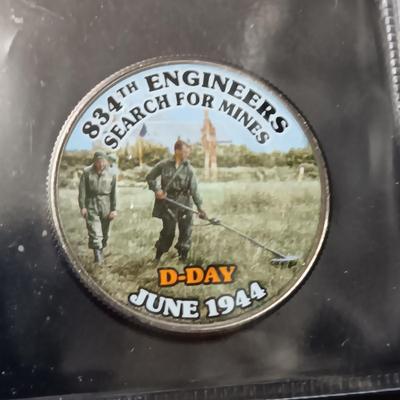 834TH ENGINEERS
SEARCH FOR MINES
D-DAY
JUNE 1944